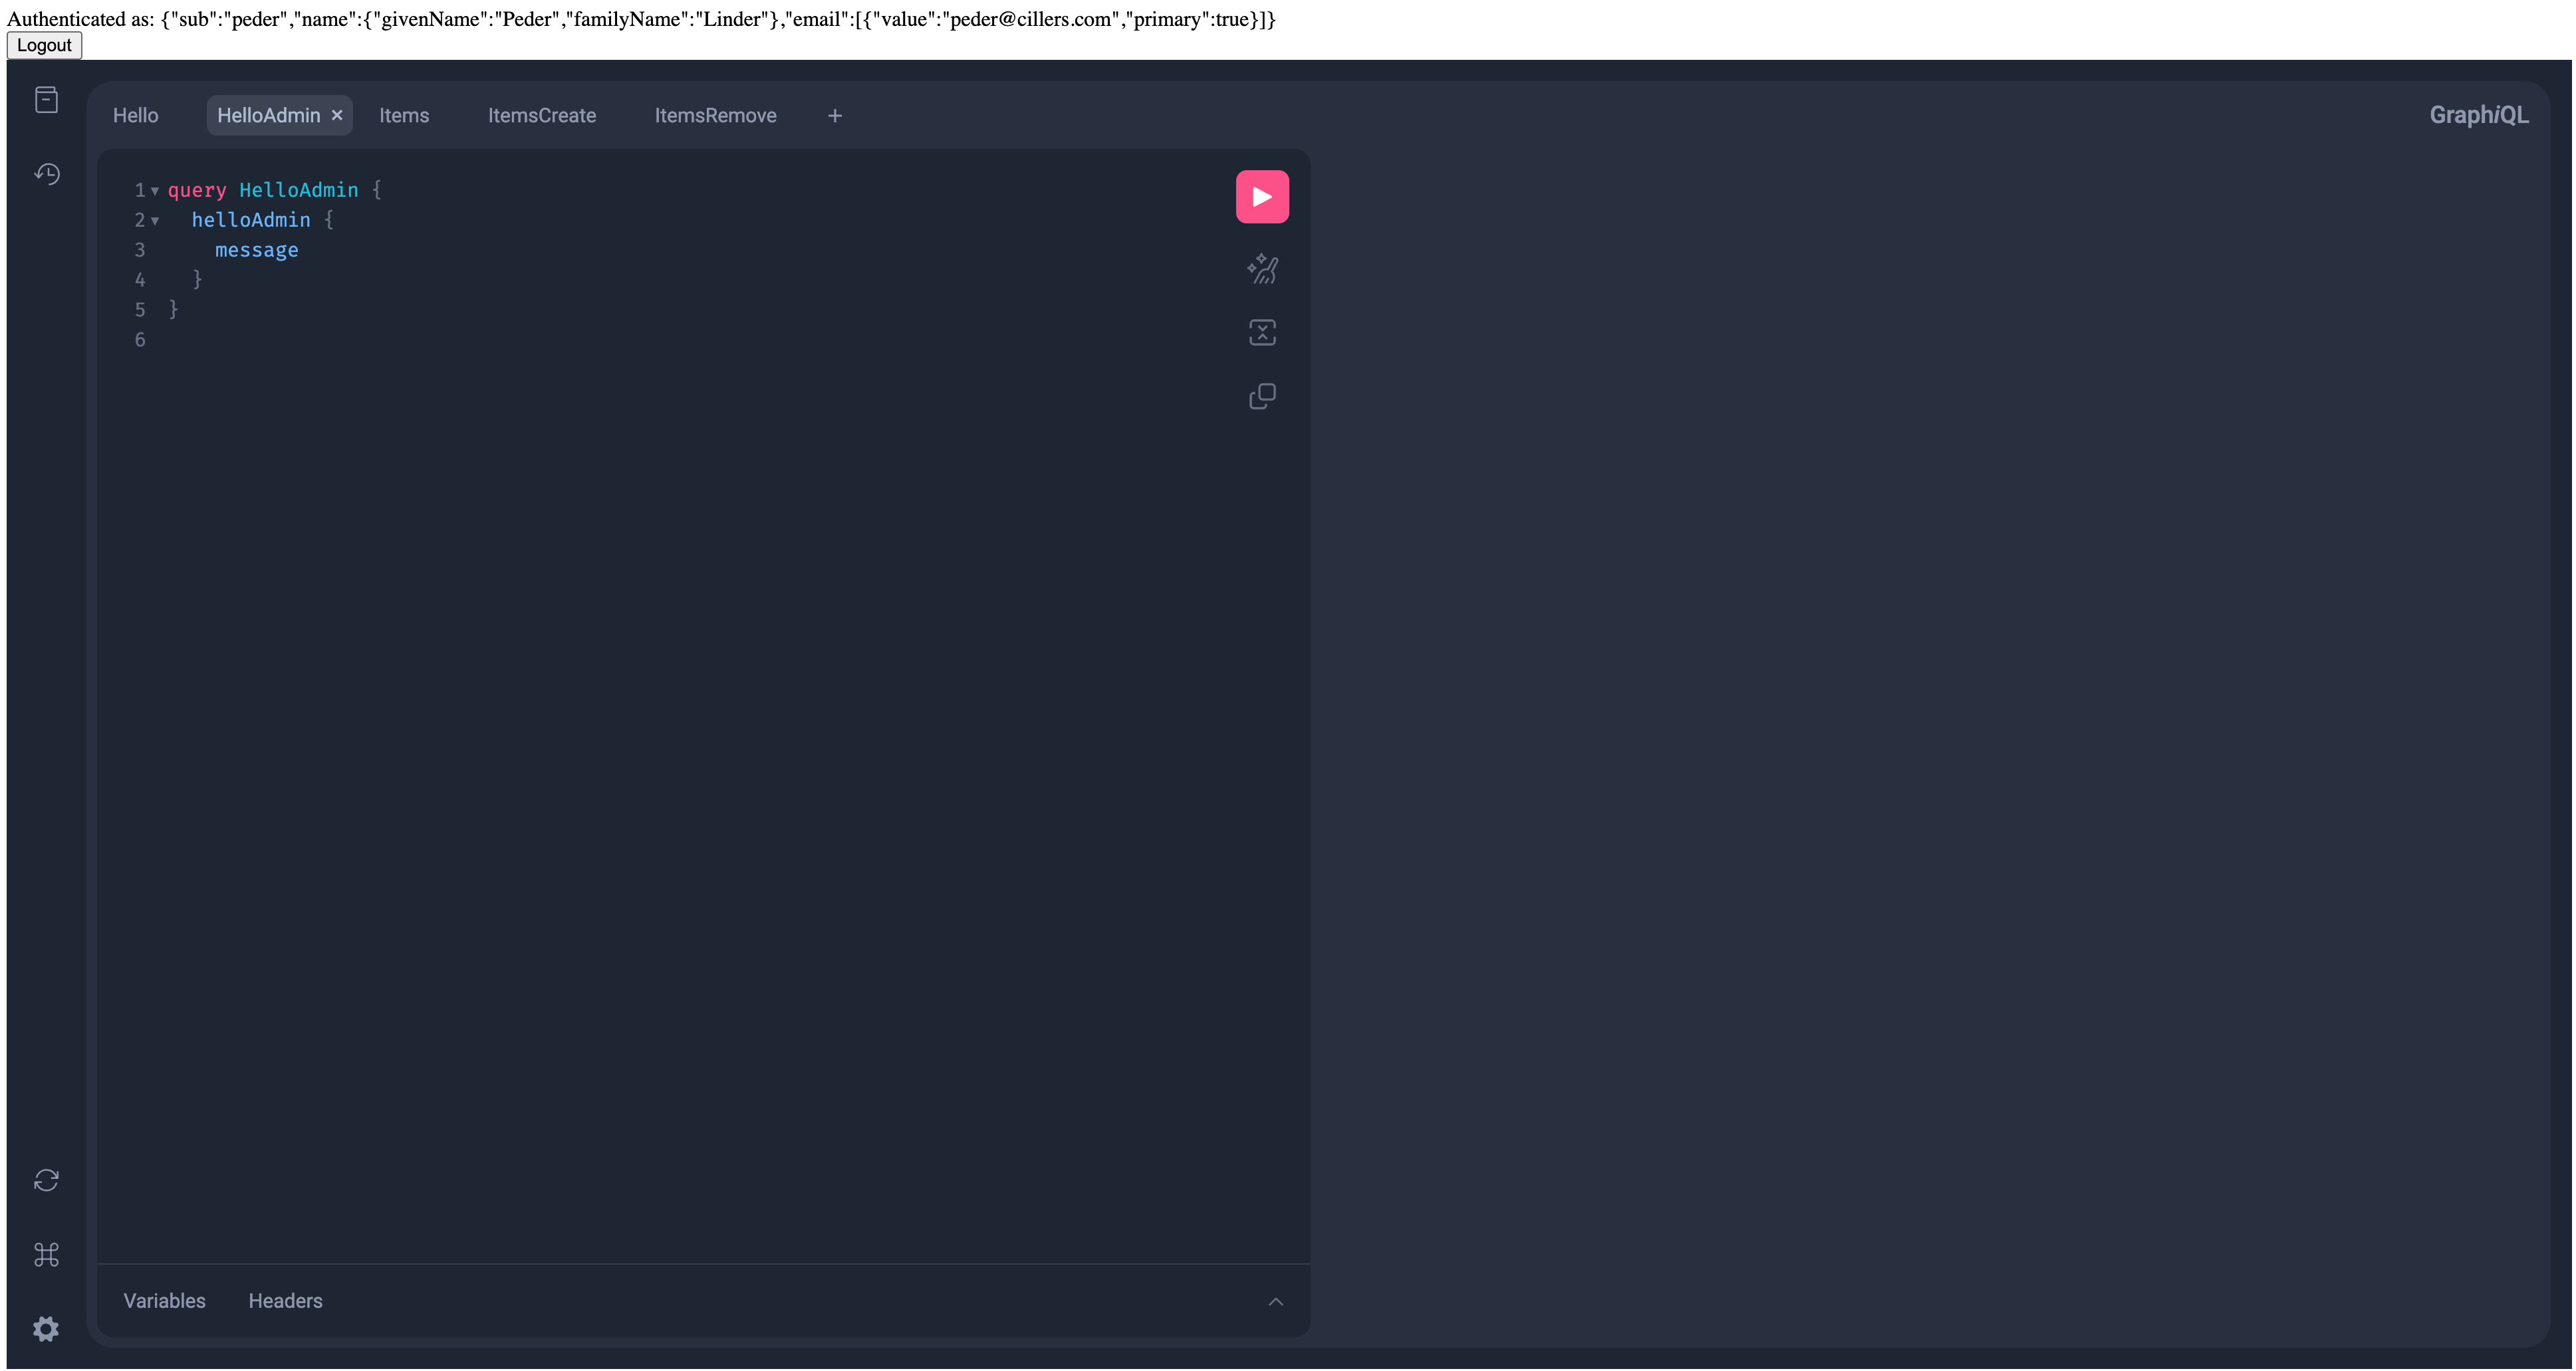 Authenticated as: {"sub":"peder","name":{"givenName":"Peder","familyName":"Linder"},"email":[{"value":"peder@cillers.com","primary":true}]}
Logout
Hello HelloAdmin × Items ItemsCreate ItemsRemove + GraphiQL
1 query HelloAdmin {
2 helloAdmin {
3 message
4 }
5 }
6
Variables Headers